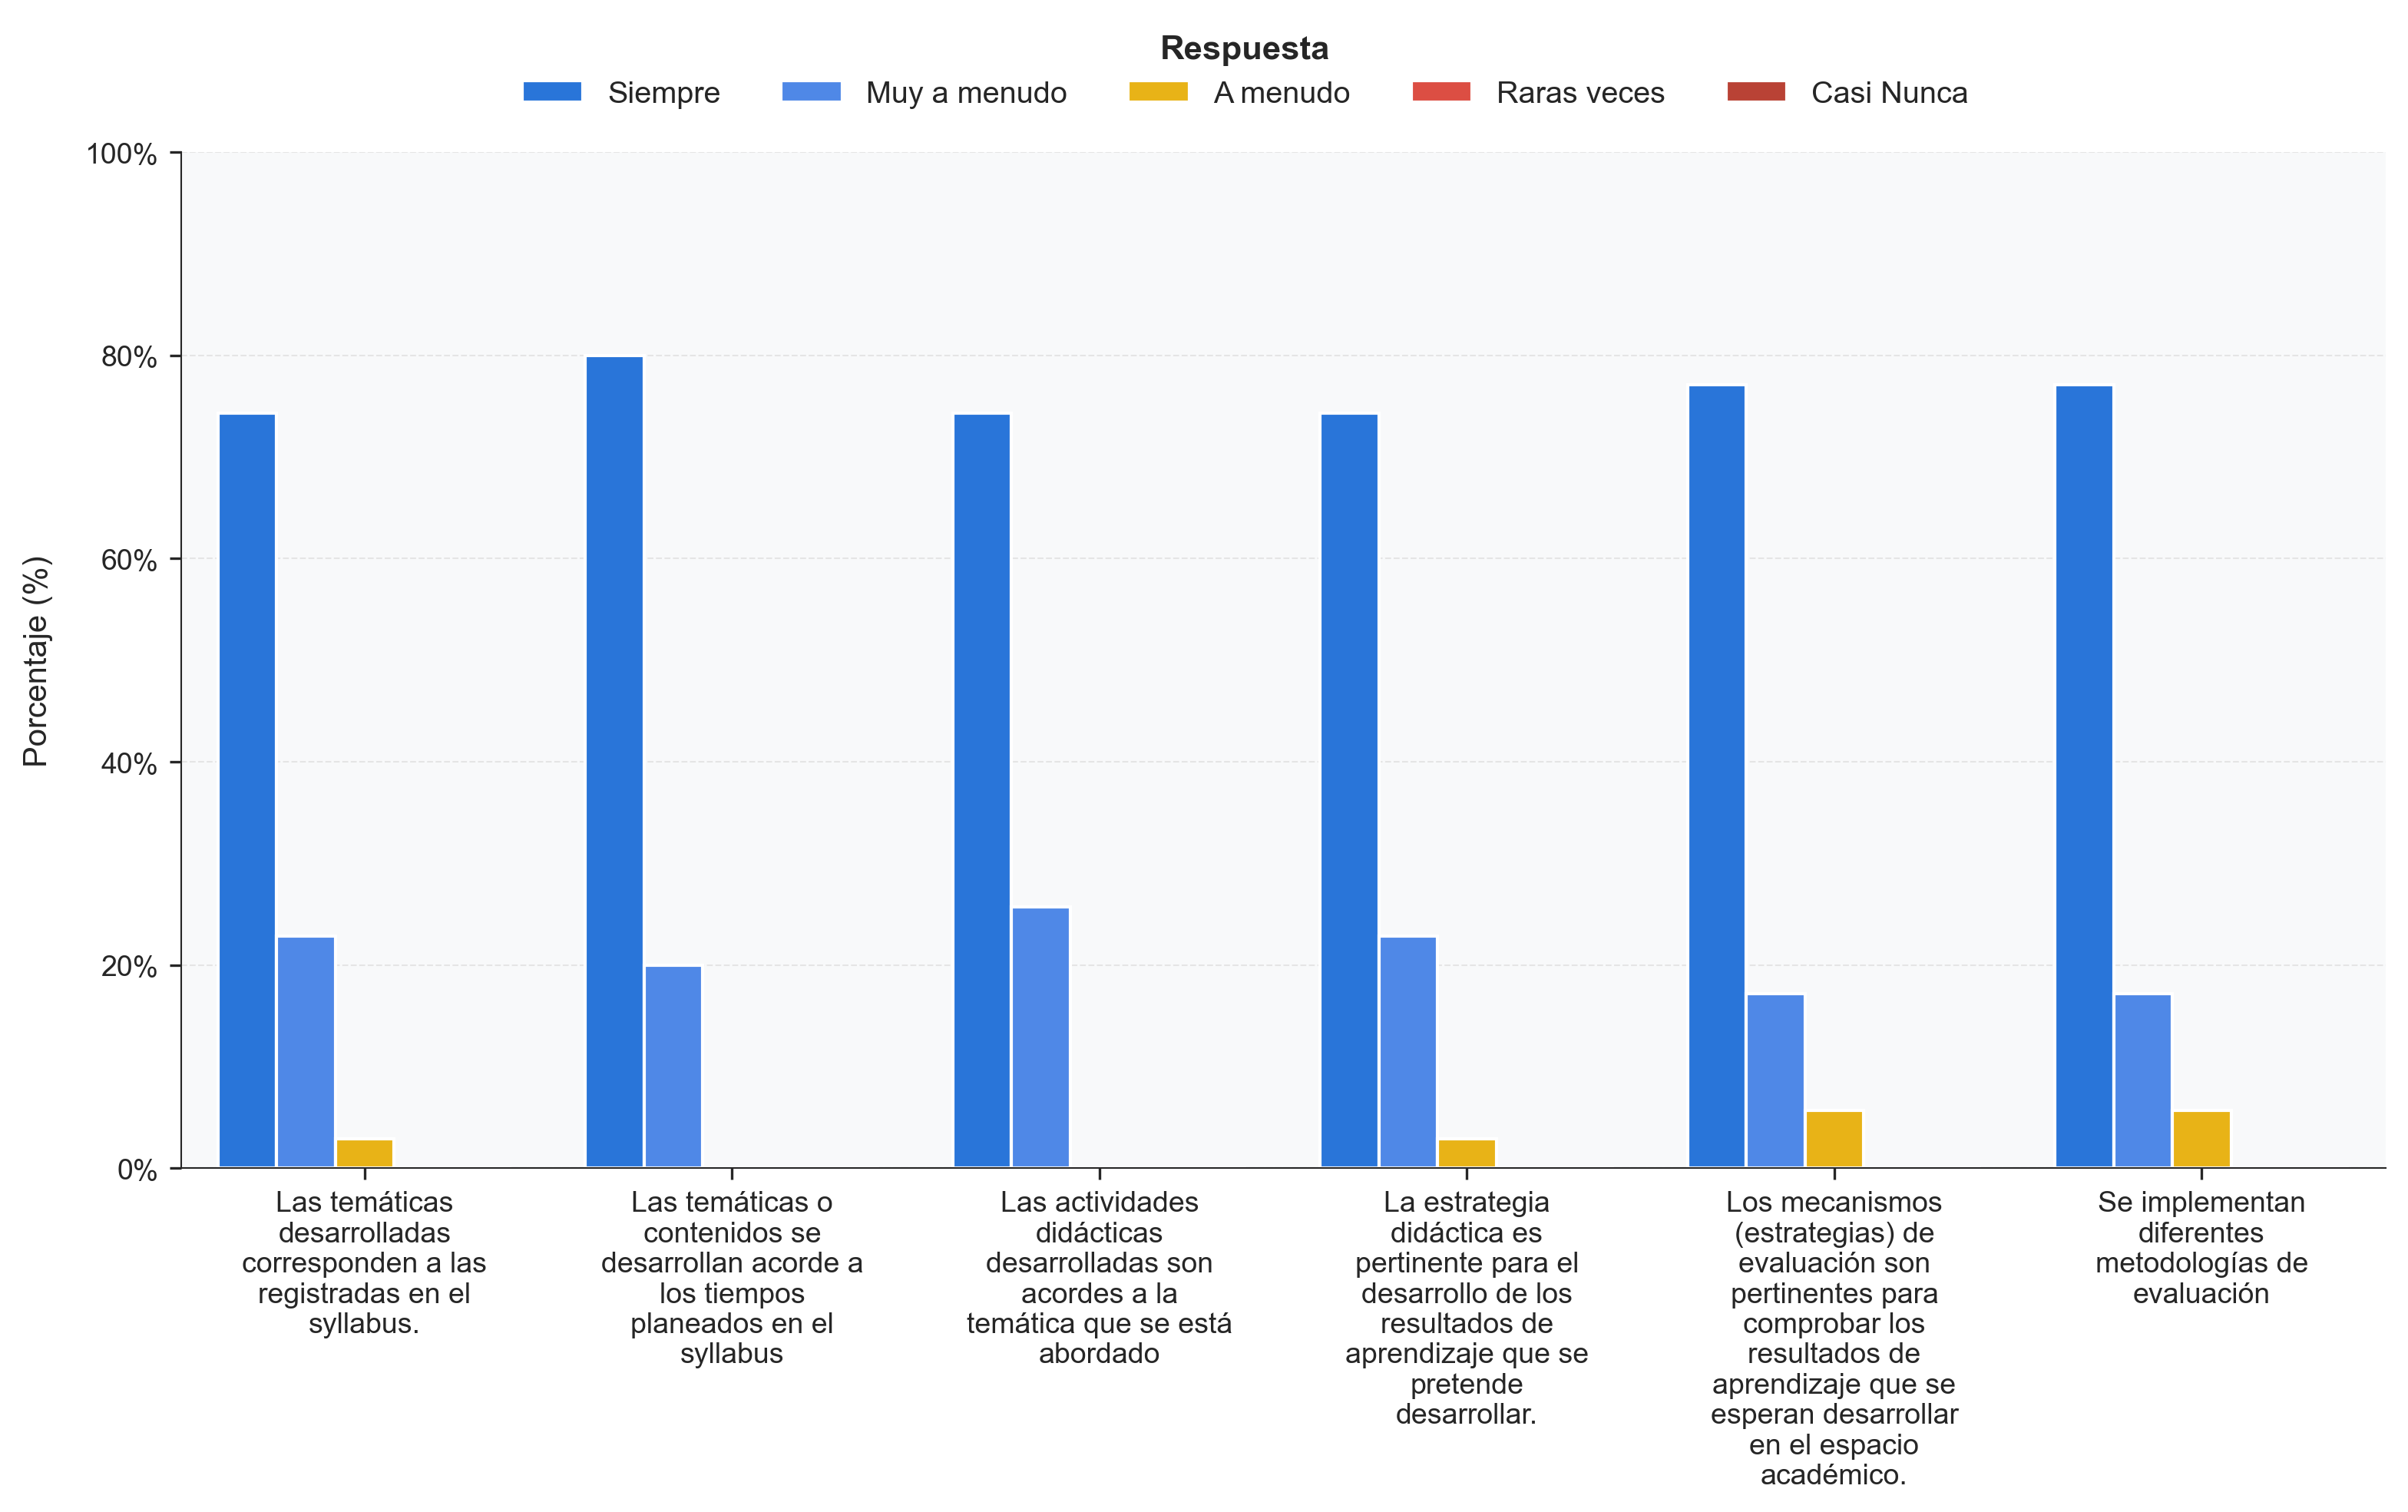 Respuesta
Siempre
Muy a menudo
A menudo
Raras veces
Casi Nunca
Porcentaje (%)
100%
80%
60%
40%
20%
0%
Las temáticas
desarrolladas
corresponden a las
registradas en el
syllabus.
Las temáticas o
contenidos se
desarrollan acorde a
los tiempos
planeados en el
syllabus
Las actividades
didácticas
desarrolladas son
acordes a la
temática que se está
abordado
La estrategia
didáctica es
pertinente para el
desarrollo de los
resultados de
aprendizaje que se
pretende
desarrollar.
Los mecanismos
(estrategias) de
evaluación son
pertinentes para
comprobar los
resultados de
aprendizaje que se
esperan desarrollar
en el espacio
académico.
Se implementan
diferentes
metodologías de
evaluación